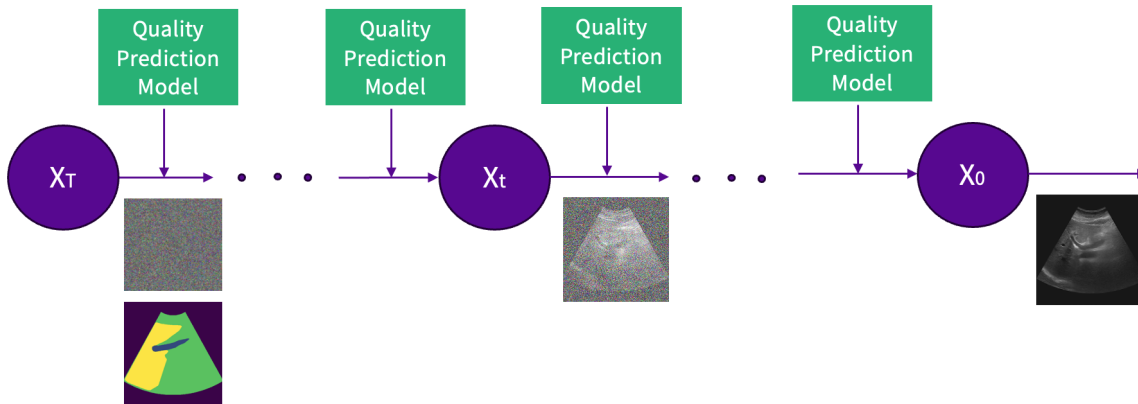 Quality
Prediction
Model
Quality
Prediction
Model
Quality
Prediction
Model
Quality
Prediction
Model
XT
Xt
X0